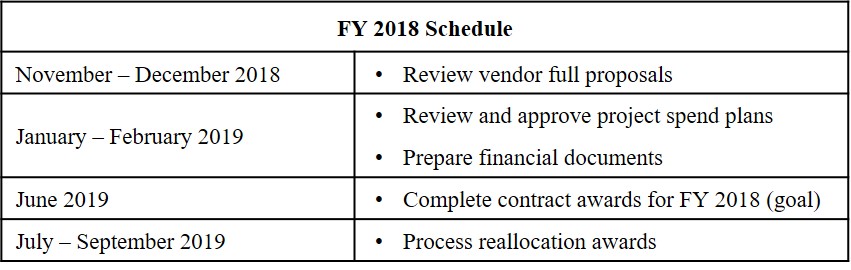 FY 2018 Schedule
November – December 2018
• Review vendor full proposals
January – February 2019
• Review and approve project spend plans
• Prepare financial documents
June 2019
• Complete contract awards for FY 2018 (goal)
July – September 2019
• Process reallocation awards